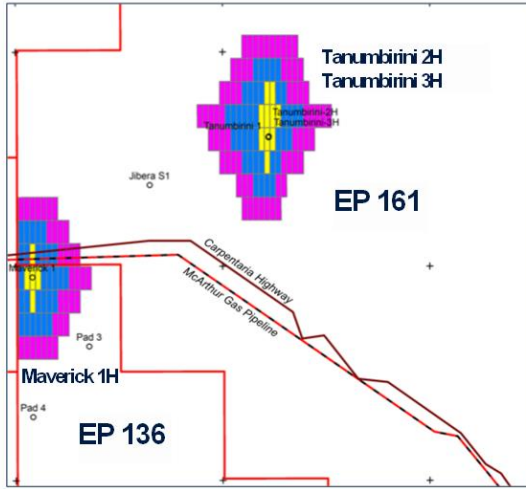 Tanumbirini 2H
Tanumbirini 3H
Tanumbirini-2H
Tanumbirini 1
Tanumbirini-3H
Jibera S1
EP 161
Carpentaria Highway
McArthur Gas Pipeline
Maverick 1
Pad 3
Maverick 1H
Pad 4
EP 136